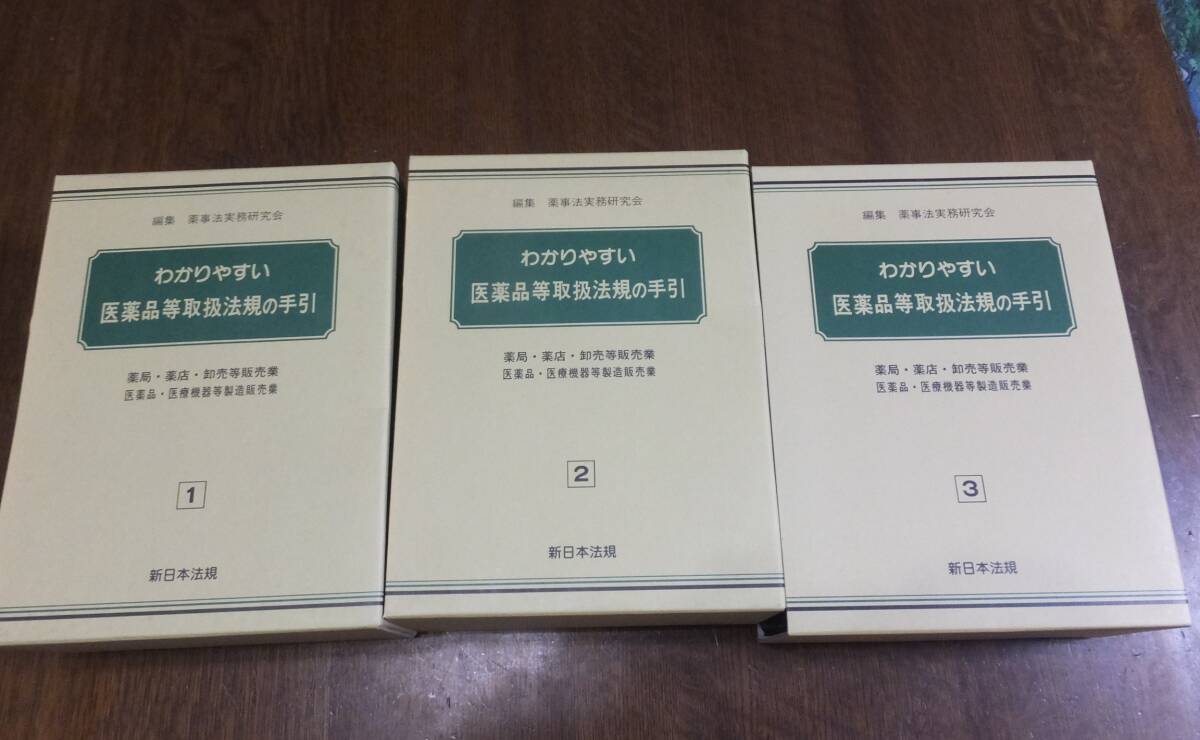 編集 薬事法実務研究会
わかりやすい
医薬品等取扱法規の手引
薬局・薬店・卸売等販売業
医薬品・医療機器等製造販売業
1
新日本法規
編集 薬事法実務研究会
わかりやすい
医薬品等取扱法規の手引
薬局・薬店・卸売等販売業
医薬品・医療機器等製造販売業
2
新日本法規
編集 薬事法実務研究会
わかりやすい
医薬品等取扱法規の手引
薬局・薬店・卸売等販売業
医薬品・医療機器等製造販売業
3
新日本法規